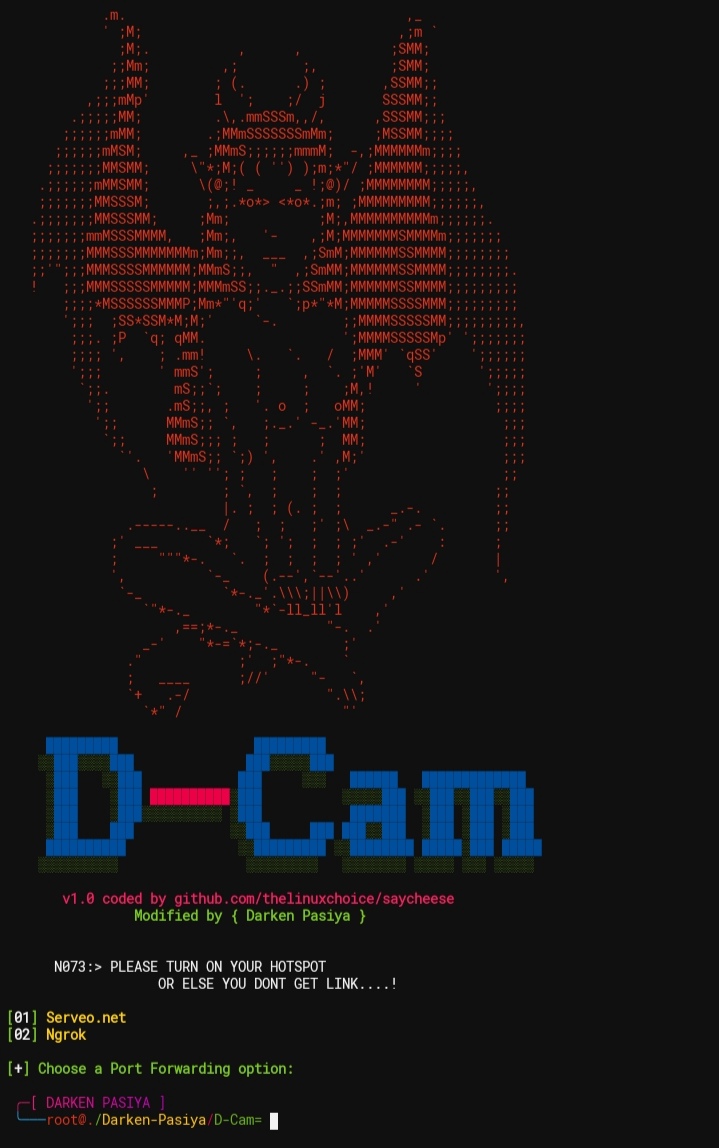 D-Cam
v1.0 coded by github.com/thelinuxchoice/saycheese
Modified by { Darken Pasiya }
N073:> PLEASE TURN ON YOUR HOTSPOT
OR ELSE YOU DONT GET LINK....!
[01] Serveo.net
[02] Ngrok
[+] Choose a Port Forwarding option:
[ DARKEN PASIYA ]
root@./Darken-Pasiya/D-Cam=